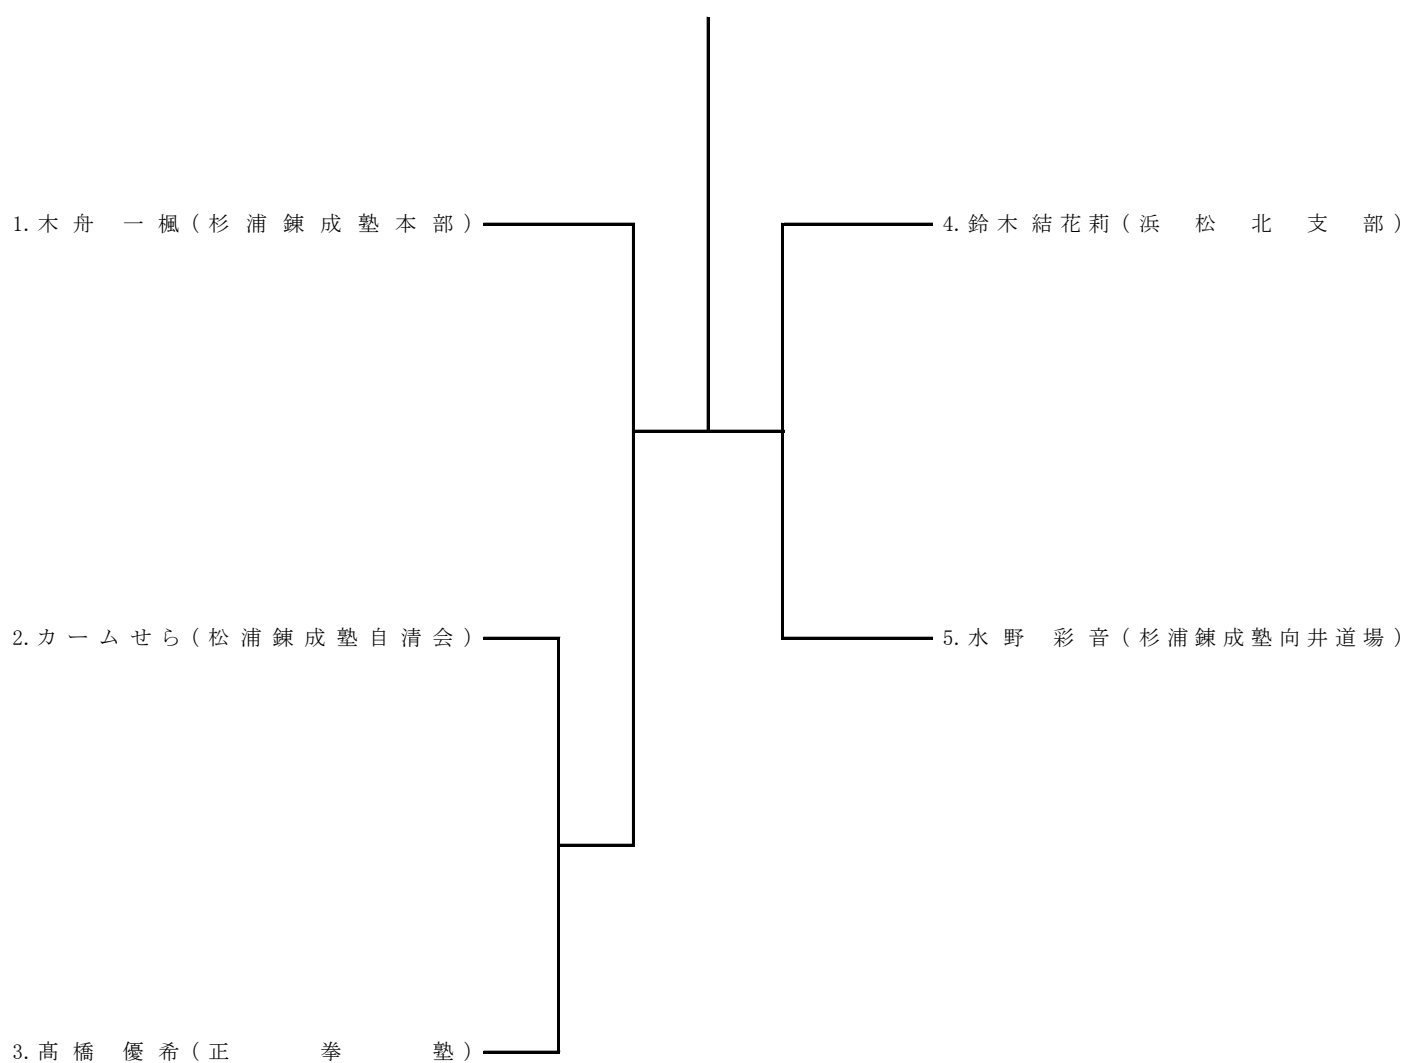 1. 木舟 一楓(杉浦錬成塾本部)
2. カームせら(松浦錬成塾自清会)
3. 髙橋 優希(正拳塾)
4. 鈴木結花莉(浜松北支部)
5. 水野 彩音(杉浦錬成塾向井道場)